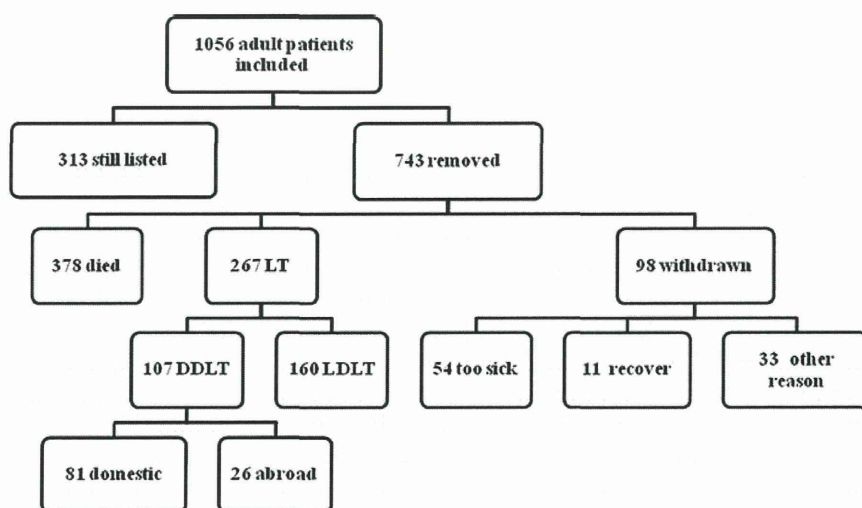 1056 adult patients
included
313 still listed
743 removed
378 died
267 LT
98 withdrawn
107 DDLT
160 LDLT
54 too sick
11 recover
33 other
reason
81 domestic
26 abroad